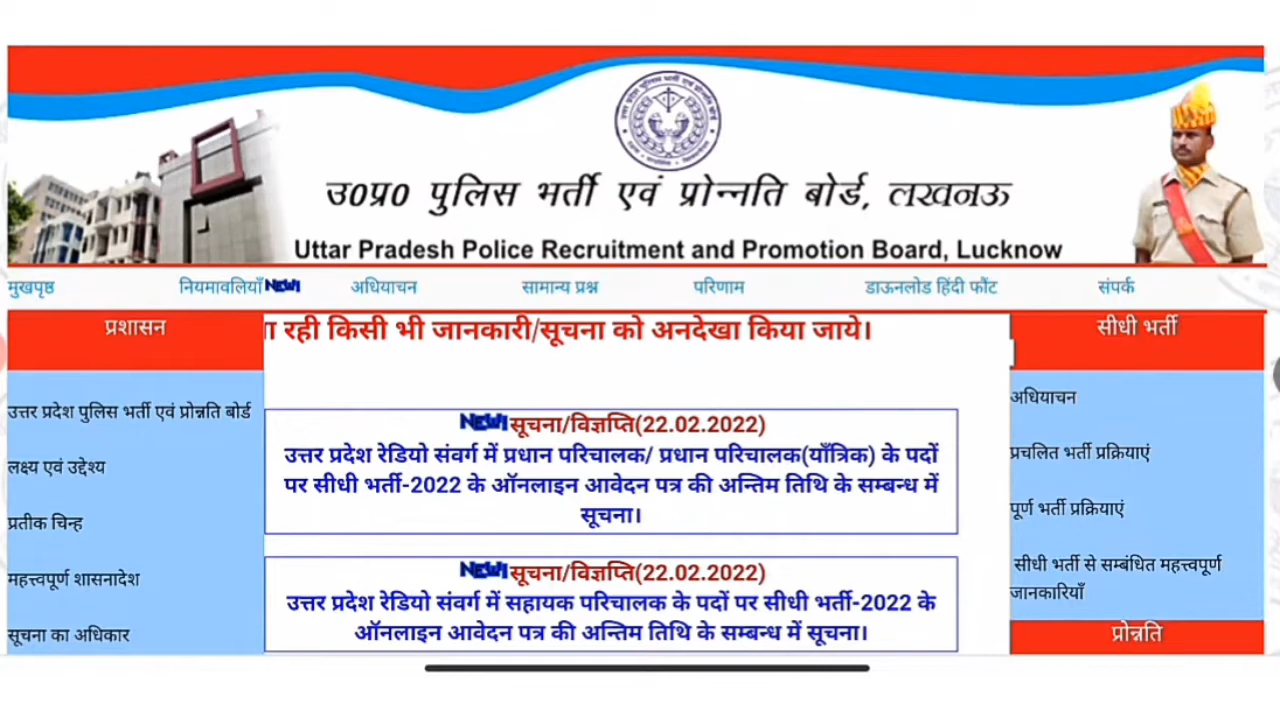 उ0प्र0 पुलिस भर्ती एवं प्रोन्नति बोर्ड, लखनऊ
Uttar Pradesh Police Recruitment and Promotion Board, Lucknow
मुखपृष्ठ नियमावलियाँ NEW! अधियाचन सामान्य प्रश्न परिणाम डाऊनलोड हिंदी फौंट संपर्क
प्रशासन
उत्तर प्रदेश पुलिस भर्ती एवं प्रोन्नति बोर्ड
लक्ष्य एवं उद्देश्य
प्रतीक चिन्ह
महत्त्वपूर्ण शासनादेश
सूचना का अधिकार
रही किसी भी जानकारी/सूचना को अनदेखा किया जाये।
NEW! सूचना/विज्ञप्ति(22.02.2022)
उत्तर प्रदेश रेडियो संवर्ग में प्रधान परिचालक/ प्रधान परिचालक(याँत्रिक) के पदों
पर सीधी भर्ती-2022 के ऑनलाइन आवेदन पत्र की अन्तिम तिथि के सम्बन्ध में
सूचना।
NEW! सूचना/विज्ञप्ति(22.02.2022)
उत्तर प्रदेश रेडियो संवर्ग में सहायक परिचालक के पदों पर सीधी भर्ती-2022 के
ऑनलाइन आवेदन पत्र की अन्तिम तिथि के सम्बन्ध में सूचना।
सीधी भर्ती
अधियाचन
प्रचलित भर्ती प्रक्रियाएं
पूर्ण भर्ती प्रक्रियाएं
सीधी भर्ती से सम्बंधित महत्त्वपूर्ण
जानकारियाँ
प्रोन्नति